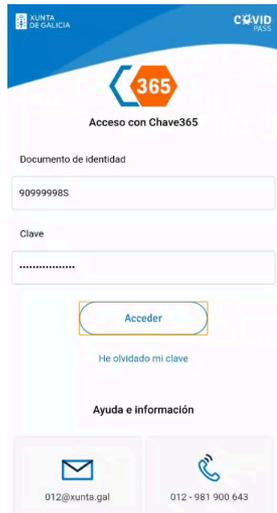 XUNTA
DE GALICIA
COVID
PASS
365
Acceso con Chave365
Documento de identidad
90999998S
Clave
•••••••••••••••••
Acceder
He olvidado mi clave
Ayuda e información
012@xunta.gal
012 - 981 900 643